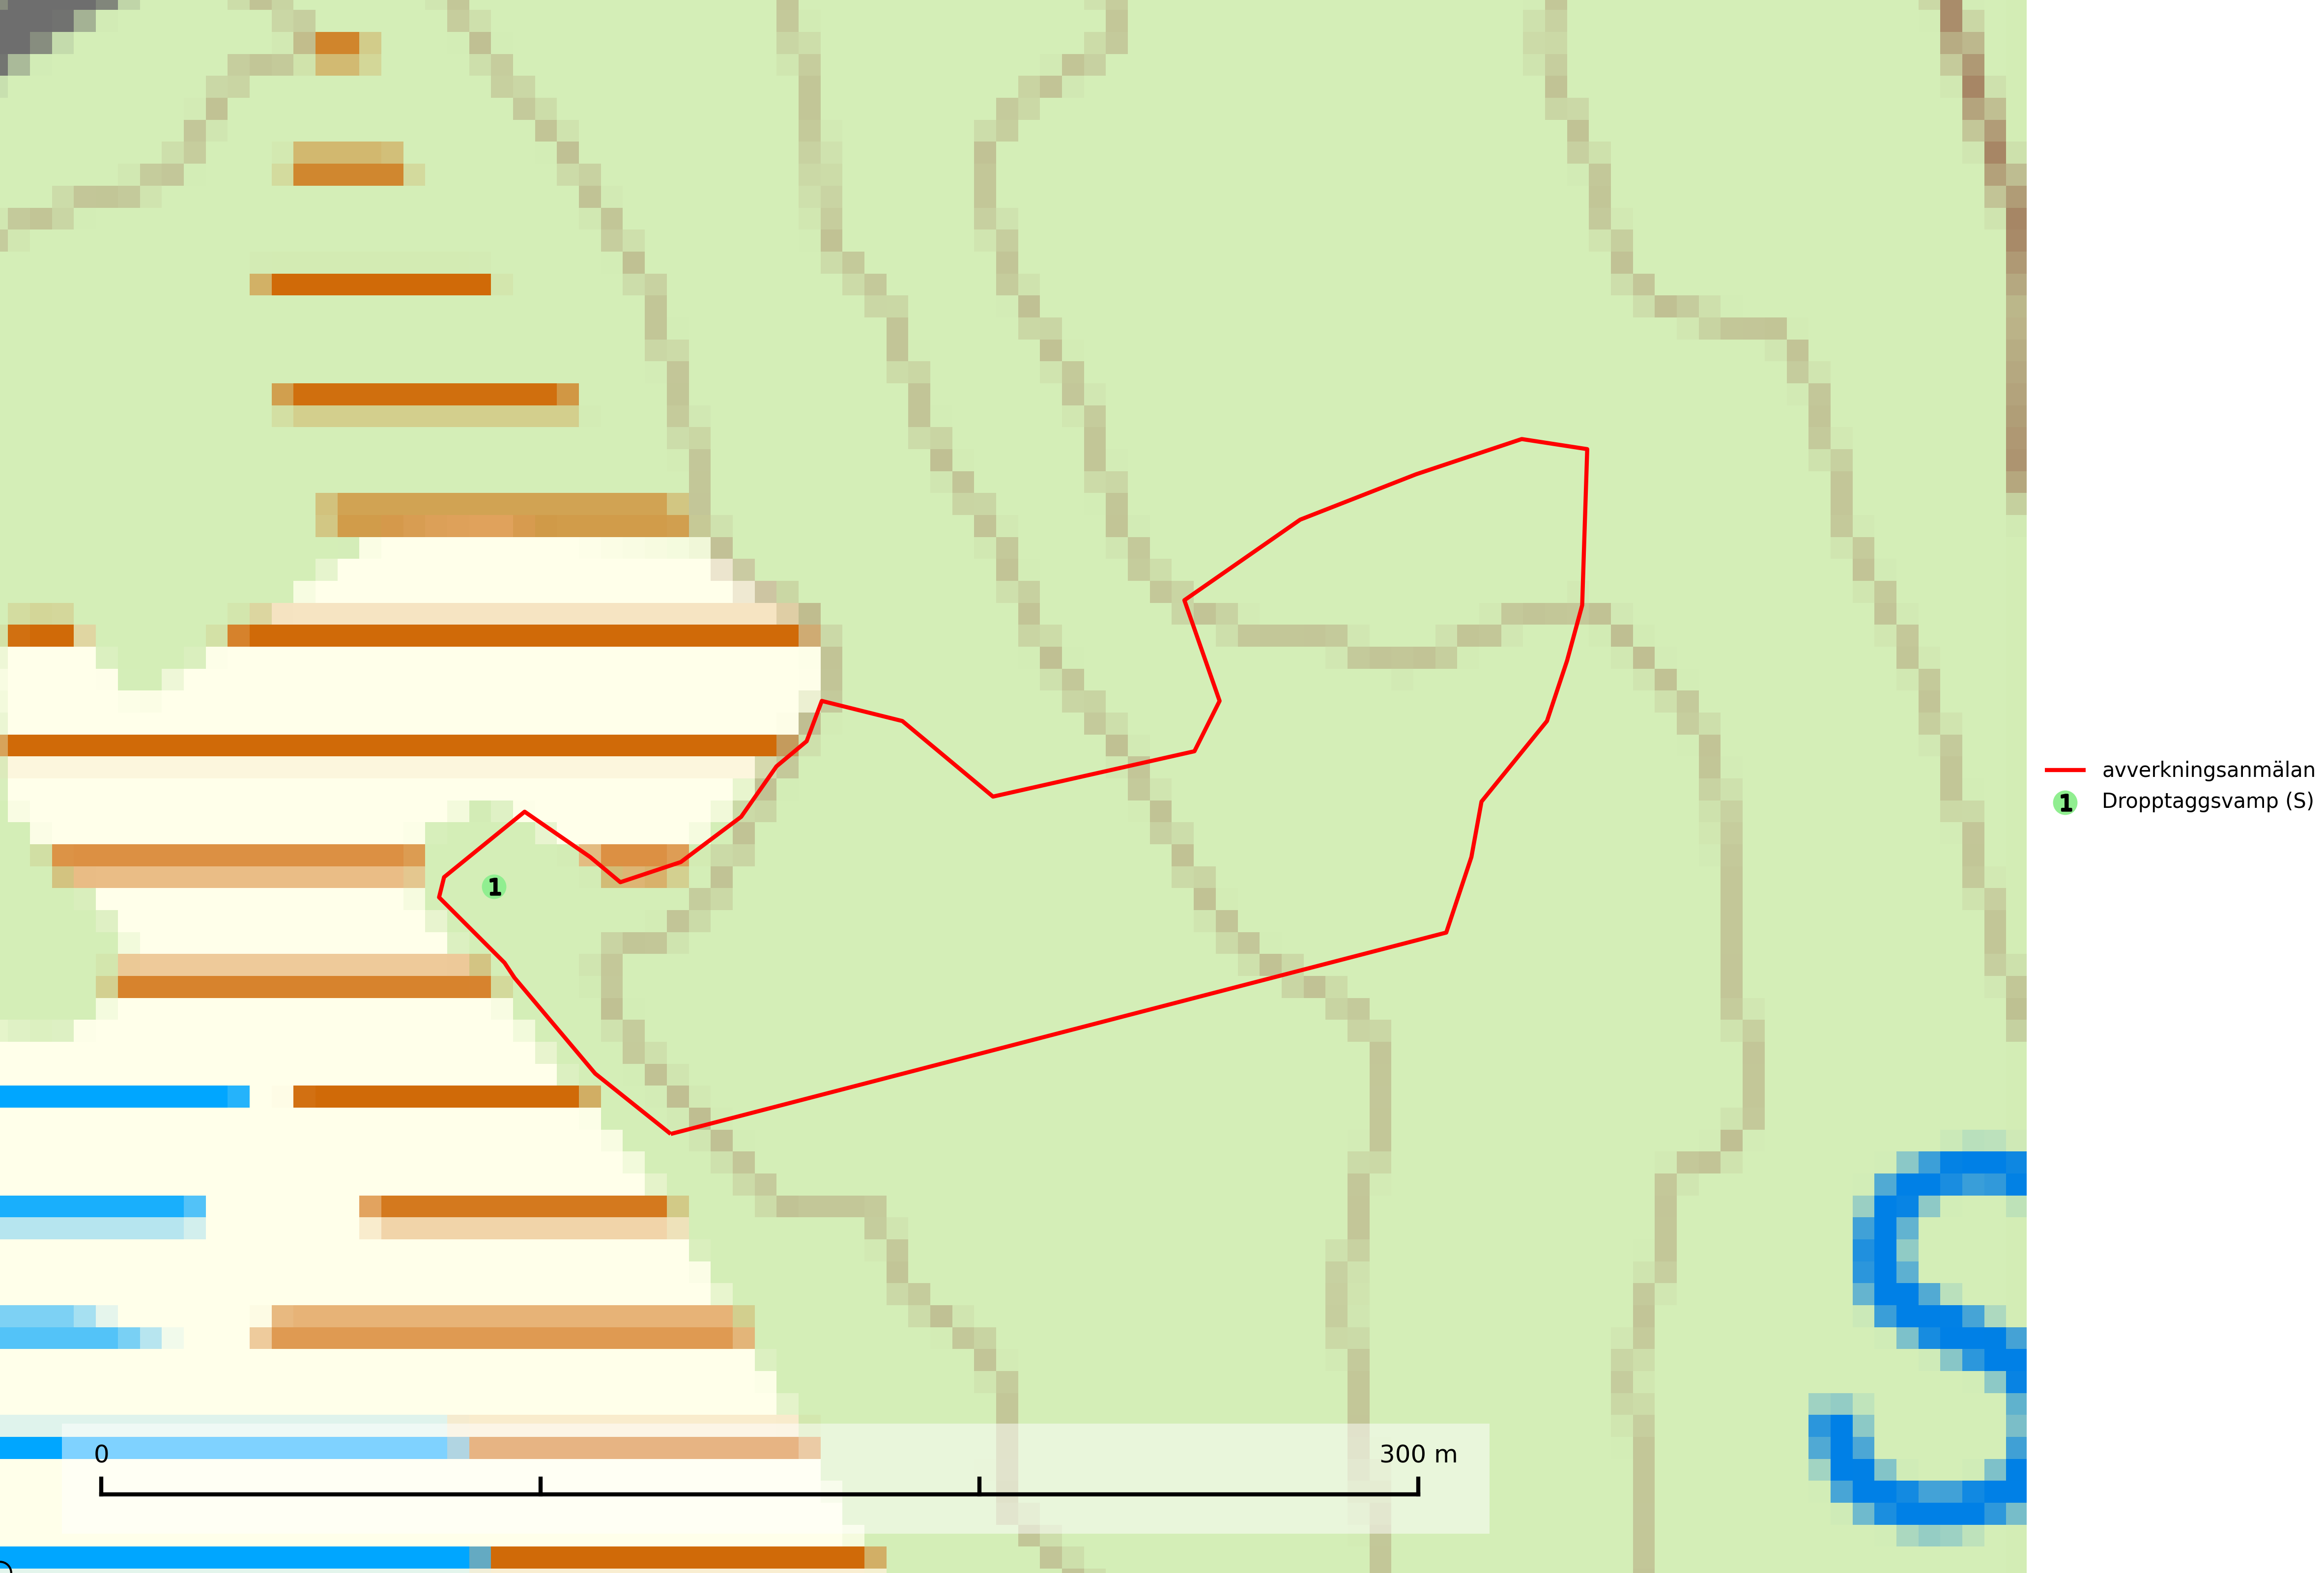 avverkningsanmälan
1 Dropptaggsvamp (S)
1
0 300 m